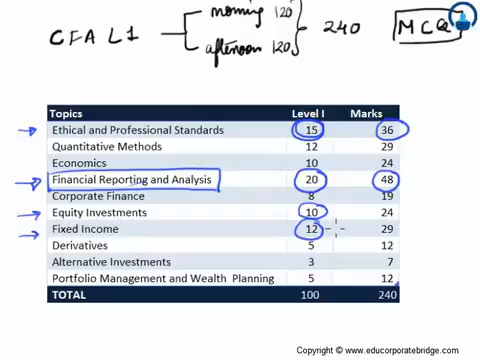 morning 120
CFA L1
240
MCQ
afternoon 120
Topics Level I Marks
Ethical and Professional Standards 15 36
Quantitative Methods 12 29
Economics 10 24
Financial Reporting and Analysis 20 48
Corporate Finance 8 19
Equity Investments 10 24
Fixed Income 12 29
Derivatives 5 12
Alternative Investments 3 7
Portfolio Management and Wealth Planning 5 12
TOTAL 100 240
Copyright © www.educorporatebridge.com